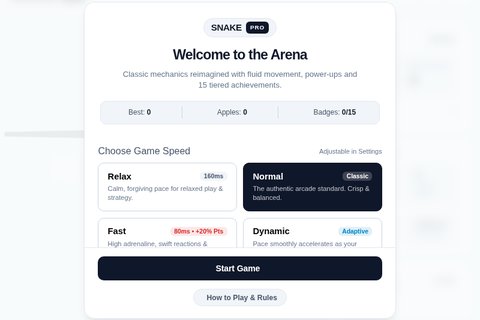 SNAKE PRO
Welcome to the Arena
Classic mechanics reimagined with fluid movement, power-ups and
15 tiered achievements.
Best: 0 Apples: 0 Badges: 0/15
Choose Game Speed Adjustable in Settings
Relax 160ms
Calm, forgiving pace for relaxed play &
strategy.
Normal Classic
The authentic arcade standard. Crisp &
balanced.
Fast 80ms • +20% Pts
High adrenaline, swift reactions &
Dynamic Adaptive
Pace smoothly accelerates as your
Start Game
How to Play & Rules